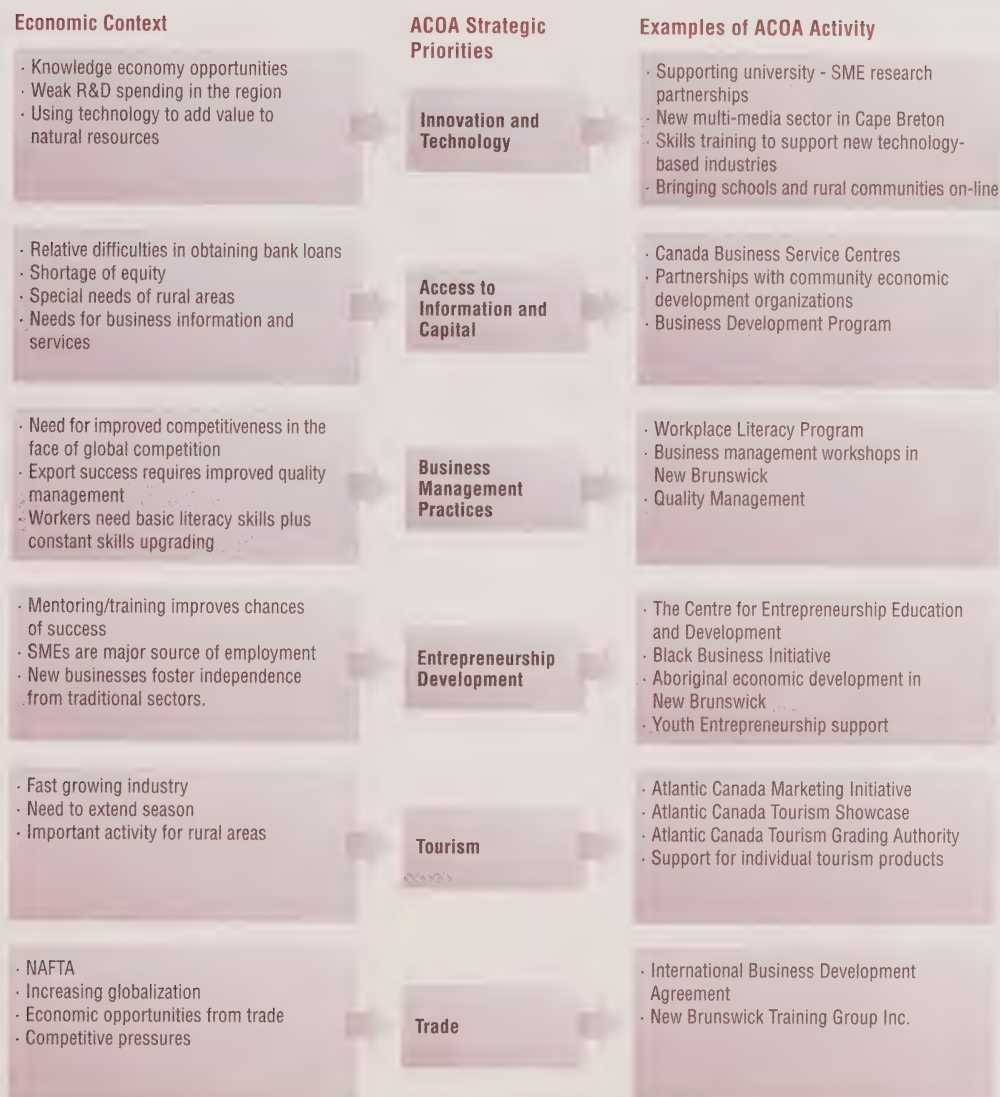 Economic Context
ACOA Strategic
Priorities
Examples of ACOA Activity
· Knowledge economy opportunities
· Weak R&D spending in the region
· Using technology to add value to
natural resources
Innovation and
Technology
· Supporting university - SME research
partnerships
· New multi-media sector in Cape Breton
· Skills training to support new technology-
based industries
· Bringing schools and rural communities on-line
· Relative difficulties in obtaining bank loans
· Shortage of equity
· Special needs of rural areas
· Needs for business information and
services
Access to
Information and
Capital
· Canada Business Service Centres
· Partnerships with community economic
development organizations
· Business Development Program
· Need for improved competitiveness in the
face of global competition
· Export success requires improved quality
management
· Workers need basic literacy skills plus
constant skills upgrading
Business
Management
Practices
· Workplace Literacy Program
· Business management workshops in
New Brunswick
· Quality Management
· Mentoring/training improves chances
of success
· SMEs are major source of employment
· New businesses foster independence
from traditional sectors.
Entrepreneurship
Development
· The Centre for Entrepreneurship Education
and Development
· Black Business Initiative
· Aboriginal economic development in
New Brunswick
· Youth Entrepreneurship support
· Fast growing industry
· Need to extend season
· Important activity for rural areas
Tourism
· Atlantic Canada Marketing Initiative
· Atlantic Canada Tourism Showcase
· Atlantic Canada Tourism Grading Authority
· Support for individual tourism products
· NAFTA
· Increasing globalization
· Economic opportunities from trade
· Competitive pressures
Trade
· International Business Development
Agreement
· New Brunswick Training Group Inc.